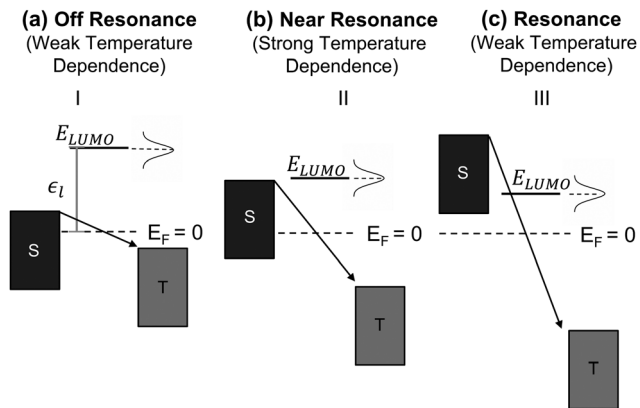 (a) Off Resonance
(Weak Temperature
Dependence)
I
E_LUMO
ϵ_l
S
E_F = 0
T
(b) Near Resonance
(Strong Temperature
Dependence)
II
E_LUMO
S
E_F = 0
T
(c) Resonance
(Weak Temperature
Dependence)
III
S
E_LUMO
E_F = 0
T